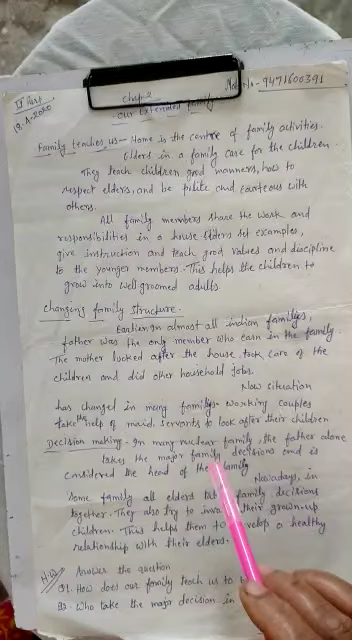 II Part
18-4-2020
Mob. No- 9471600391
Chap-2
Our Extended family
Family teaches us - Home is the centre of family activities.
Elders in a family care for the children.
They teach children good manners, how to
respect elders, and be polite and courteous with
others.
All family members share the work and
responsibilities in a house. Elders set examples,
give instruction and teach good values and discipline
to the younger members. This helps the children to
grow into well groomed adults.
Changing family structure -
Earlier, in almost all indian families,
father was the only member who earn in the family.
The mother looked after the house, took care of the
children and did other household jobs.
Now situation
has changed in many family - working couples
take the help of maid, servants to look after their children
Decision making - In many nuclear family, the father alone
takes the major family decisions and is
considered the head of the family
Nowadays, in
some family all elders family decisions
together. They also try to their grown-up
children. This helps them to develop a healthy
relationship with their elders.
H.W Answer the question
Q1. How does our family teach us to
Q2. Who take the major decision in